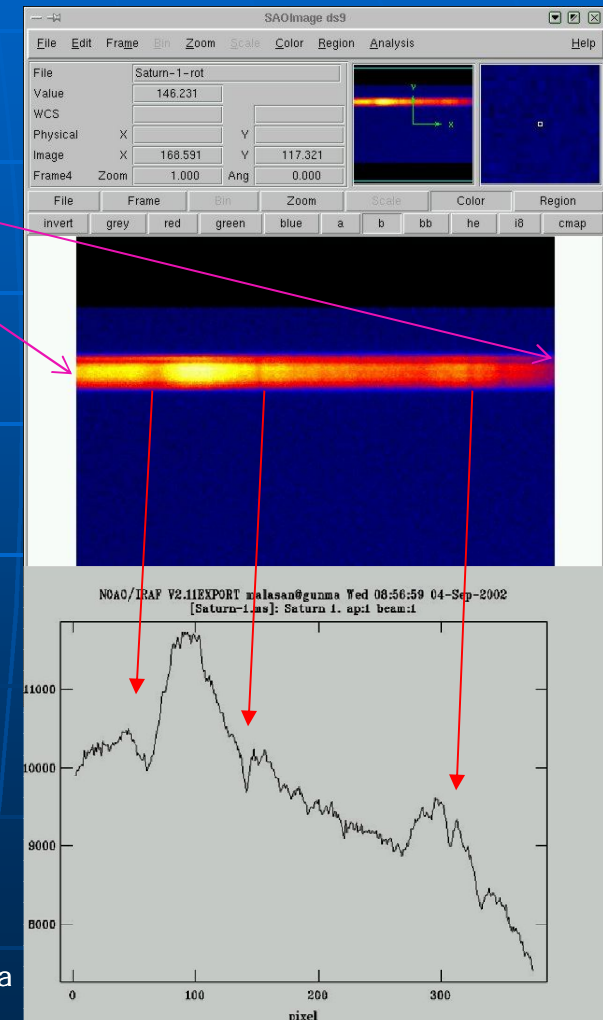 SAOImage ds9
File Edit Frame Bin Zoom Scale Color Region Analysis Help
File Saturn-1-rot
Value 146.231
WCS
Physical X Y
Image X 168.591 Y 117.321
Frame4 Zoom 1.000 Ang 0.000
Y
X
File Frame Bin Zoom Scale Color Region
invert grey red green blue a b bb he i8 cmap
NOAO/IRAF V2.11EXPORT malasan@gunma Wed 08:56:59 04-Sep-2002
[Saturn-1.ms]: Saturn 1. ap:1 beam:1
11000
10000
9000
8000
0 100 200 300
pixel
a